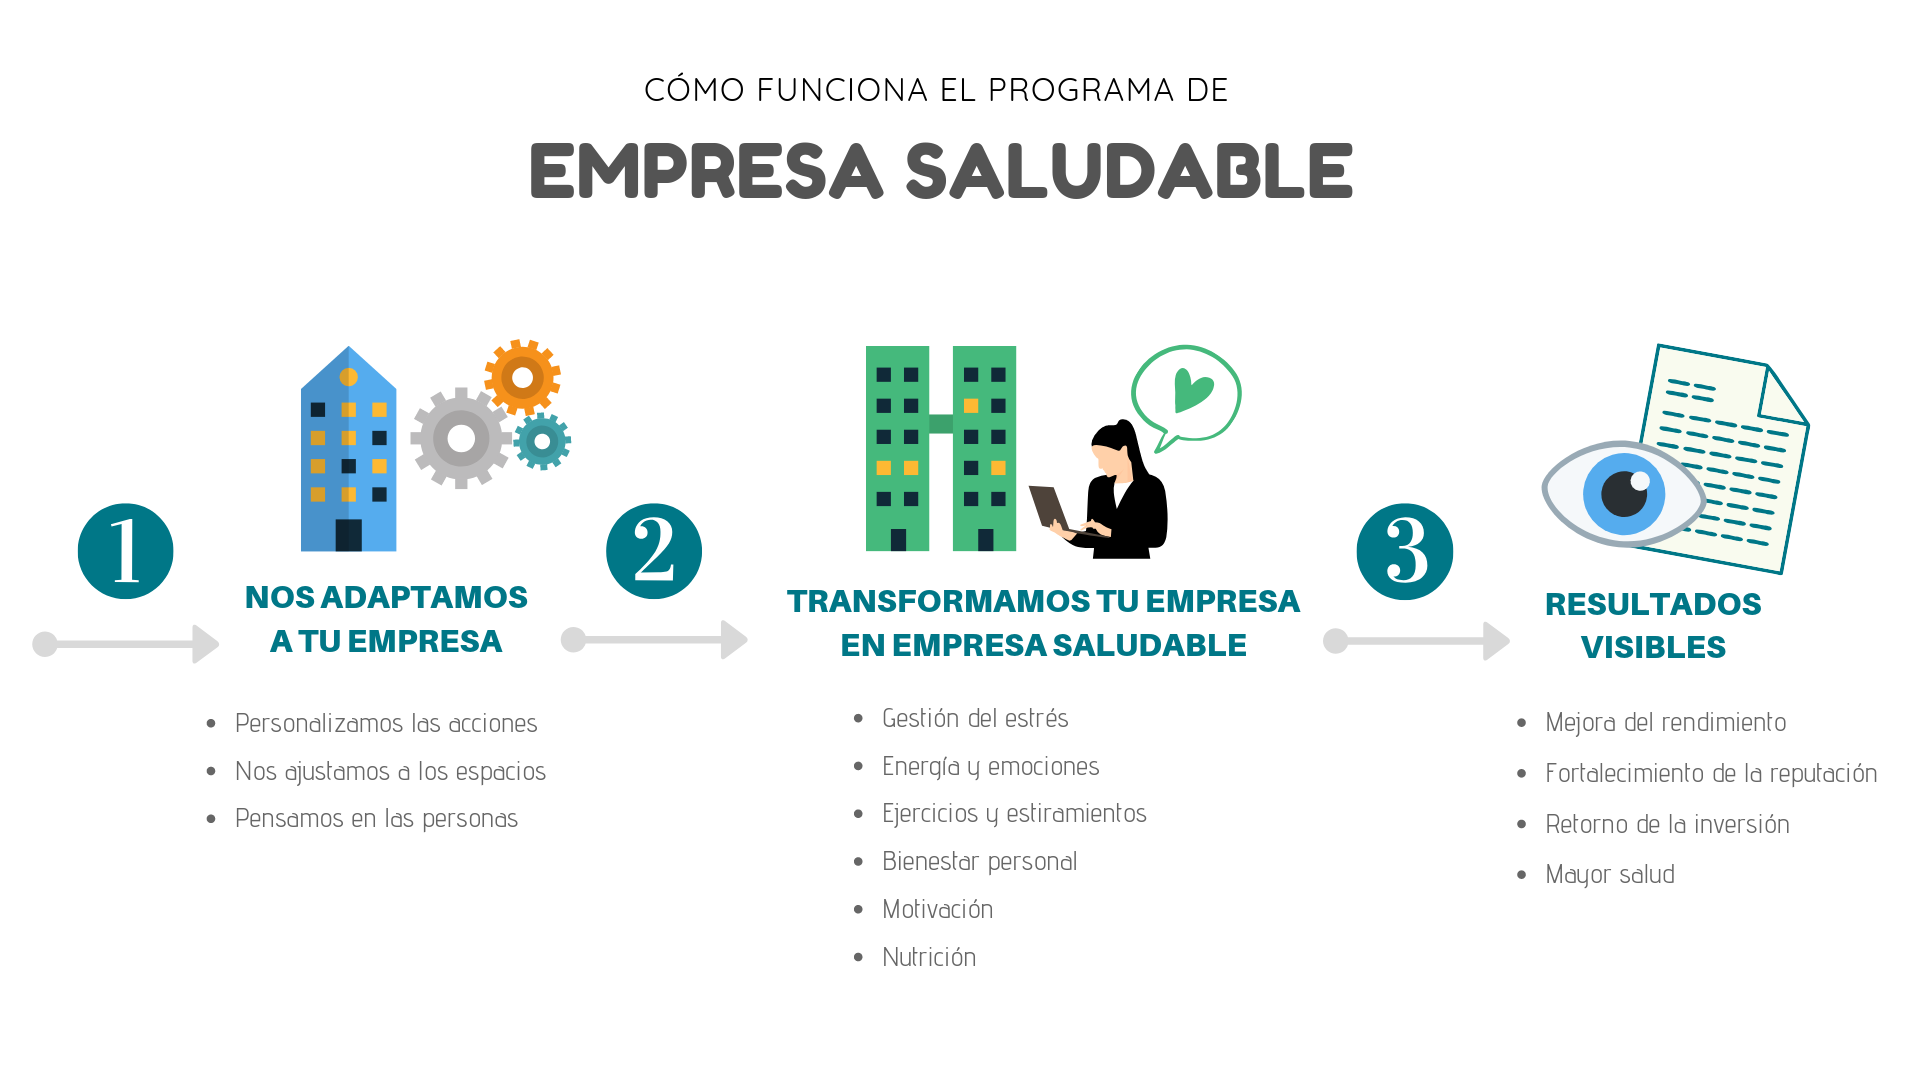 CÓMO FUNCIONA EL PROGRAMA DE
EMPRESA SALUDABLE
1
NOS ADAPTAMOS
A TU EMPRESA
• Personalizamos las acciones
• Nos ajustamos a los espacios
• Pensamos en las personas
2
TRANSFORMAMOS TU EMPRESA
EN EMPRESA SALUDABLE
• Gestión del estrés
• Energía y emociones
• Ejercicios y estiramientos
• Bienestar personal
• Motivación
• Nutrición
3
RESULTADOS
VISIBLES
• Mejora del rendimiento
• Fortalecimiento de la reputación
• Retorno de la inversión
• Mayor salud